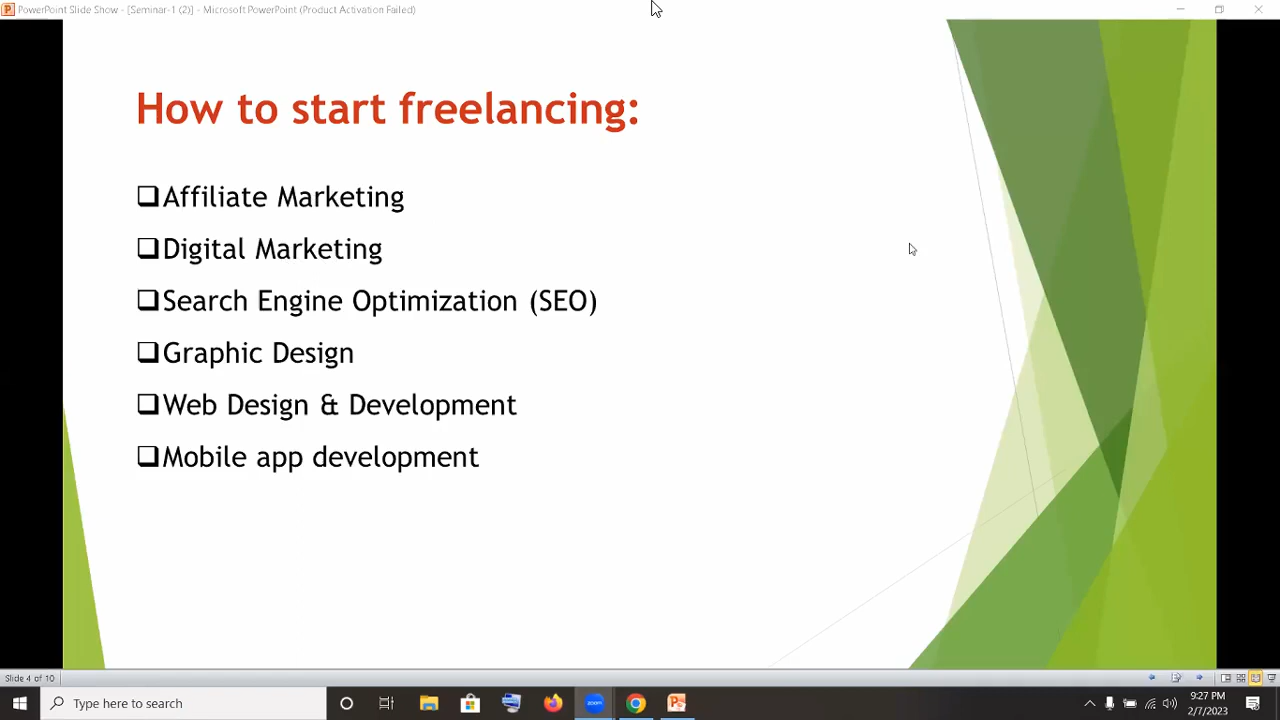 PowerPoint Slide Show - [Seminar-1 (2)] - Microsoft PowerPoint (Product Activation Failed)
How to start freelancing:
Affiliate Marketing
Digital Marketing
Search Engine Optimization (SEO)
Graphic Design
Web Design & Development
Mobile app development
Slide 4 of 10
Type here to search
zoom
9:27 PM
2/7/2023